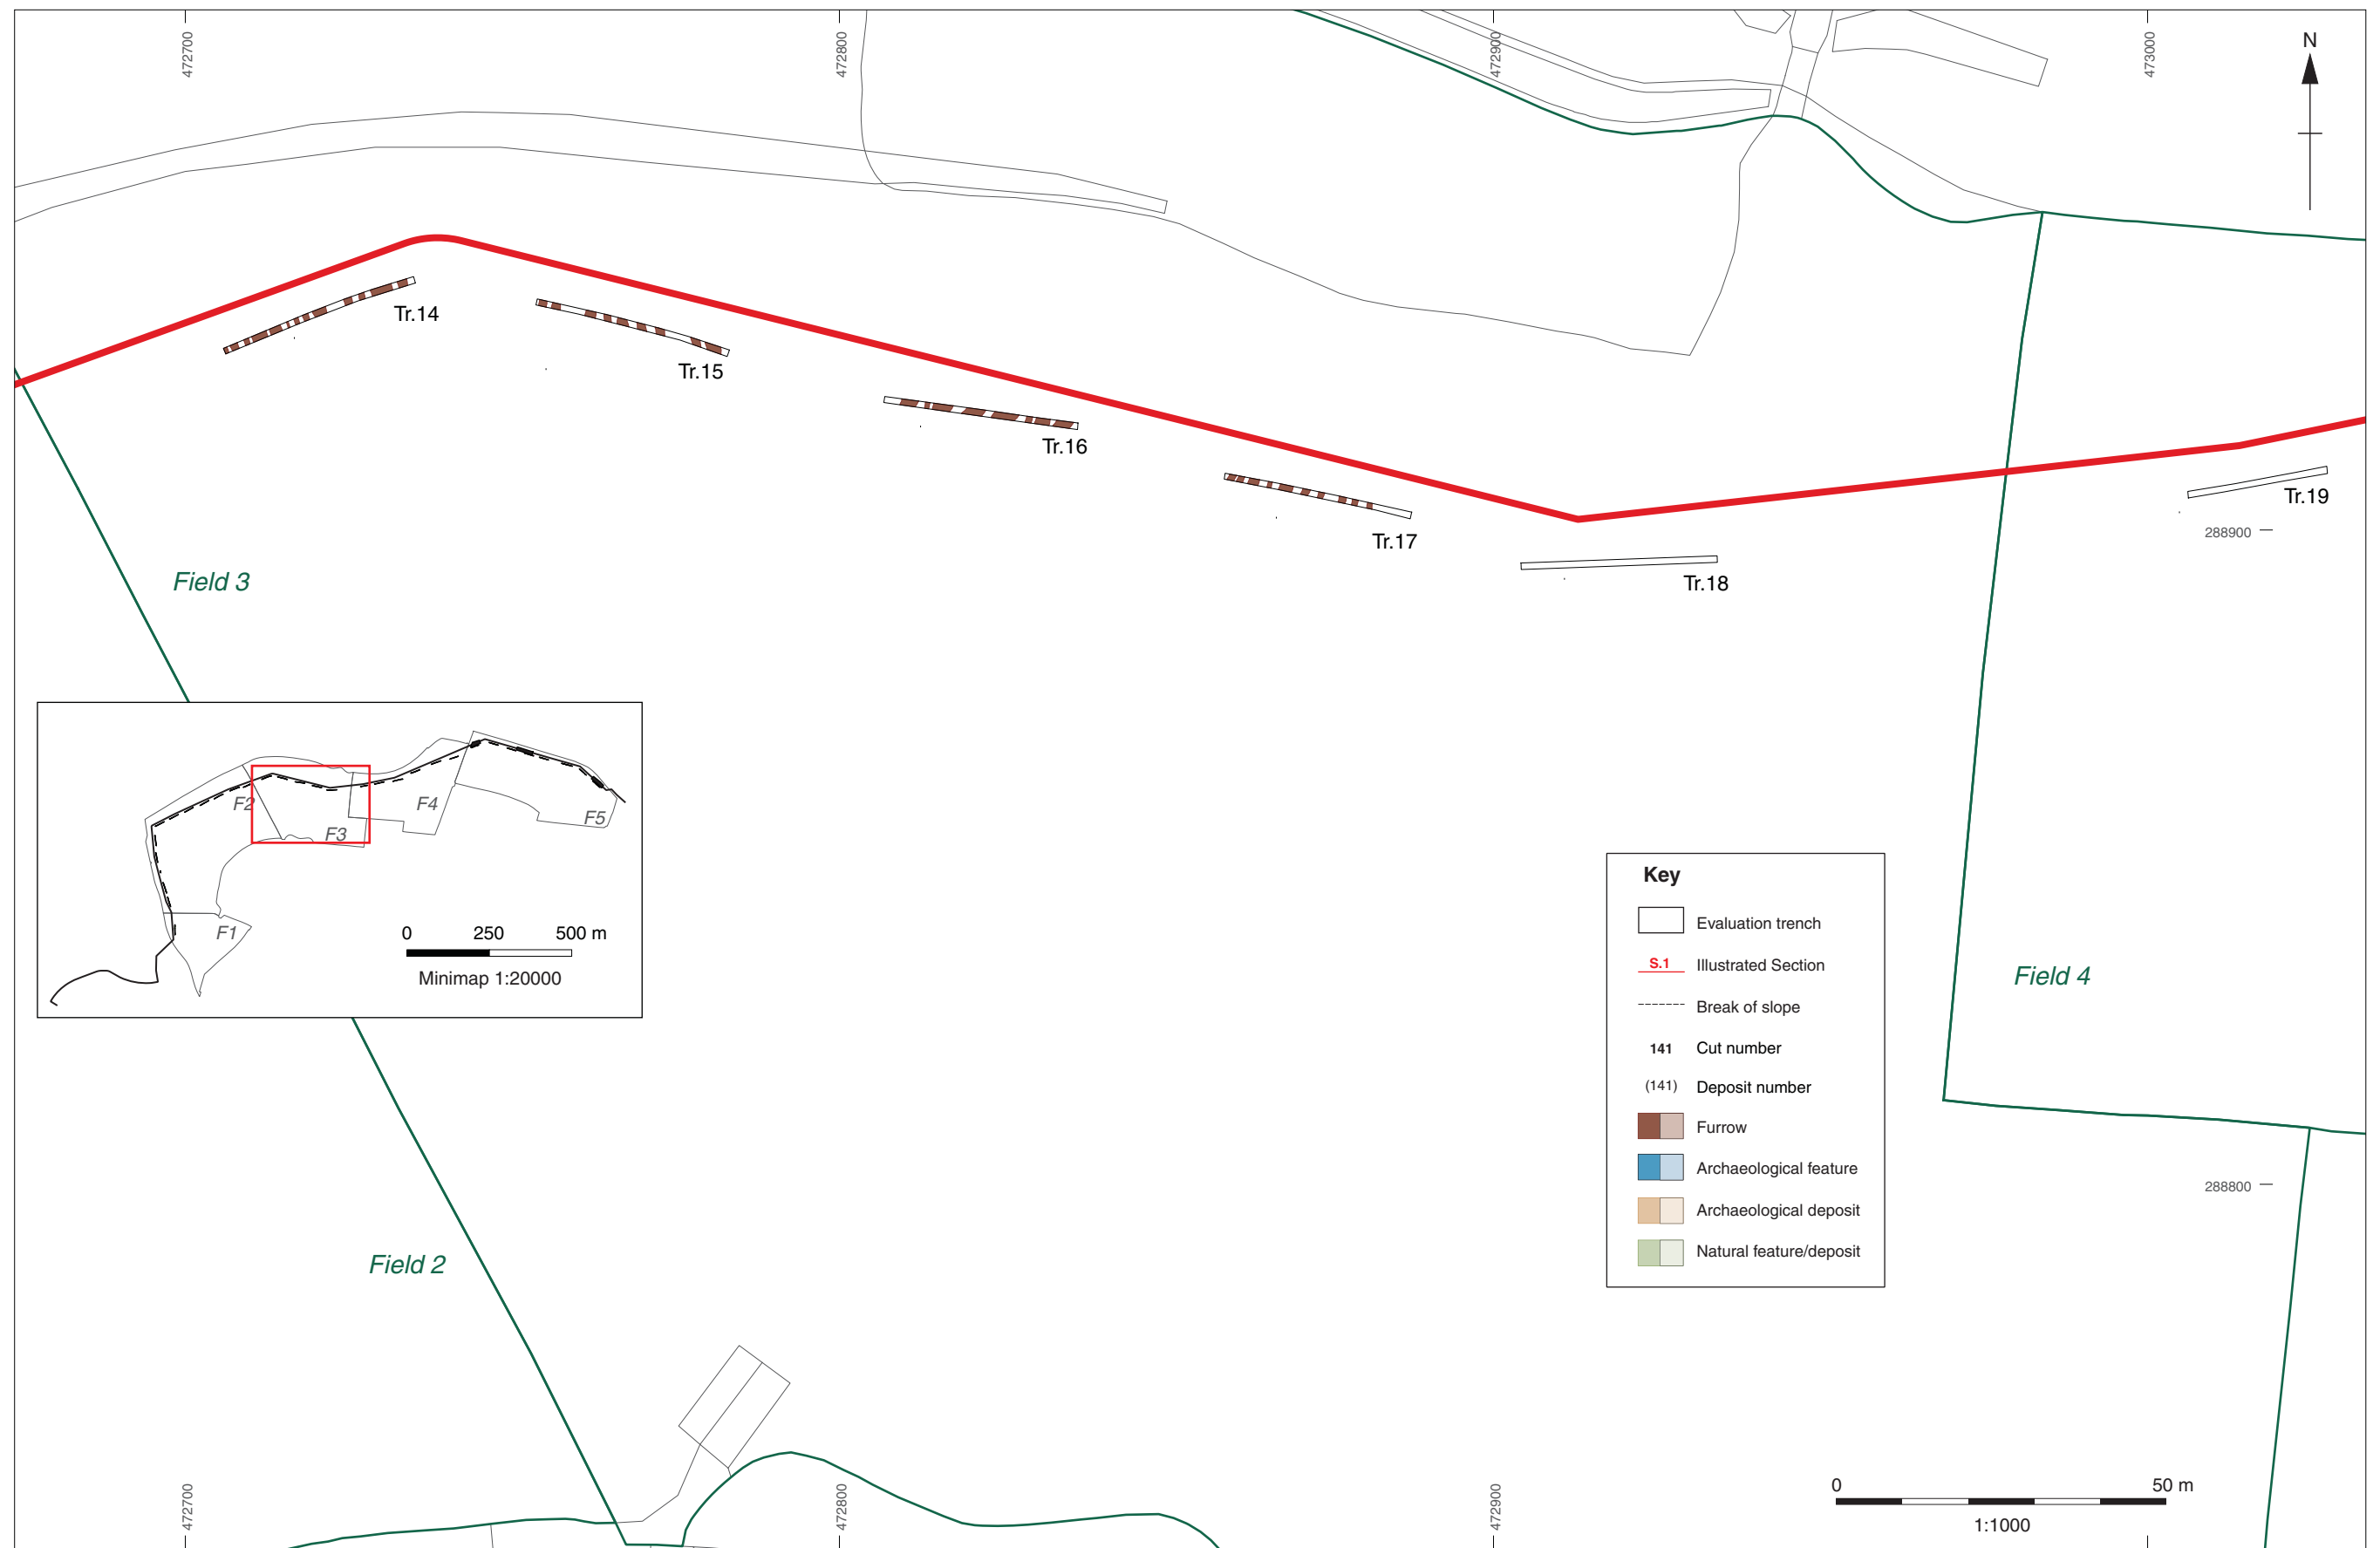 472700
472800
472900
473000
N
Tr.14
Tr.15
Tr.16
Tr.17
Tr.18
Tr.19
288900
Field 3
F2
F3
F4
F5
F1
0 250 500 m
Minimap 1:20000
Key
Evaluation trench
S.1 Illustrated Section
Break of slope
141 Cut number
(141) Deposit number
Furrow
Archaeological feature
Archaeological deposit
Natural feature/deposit
Field 4
288800
Field 2
0 50 m
1:1000
472700
472800
472900